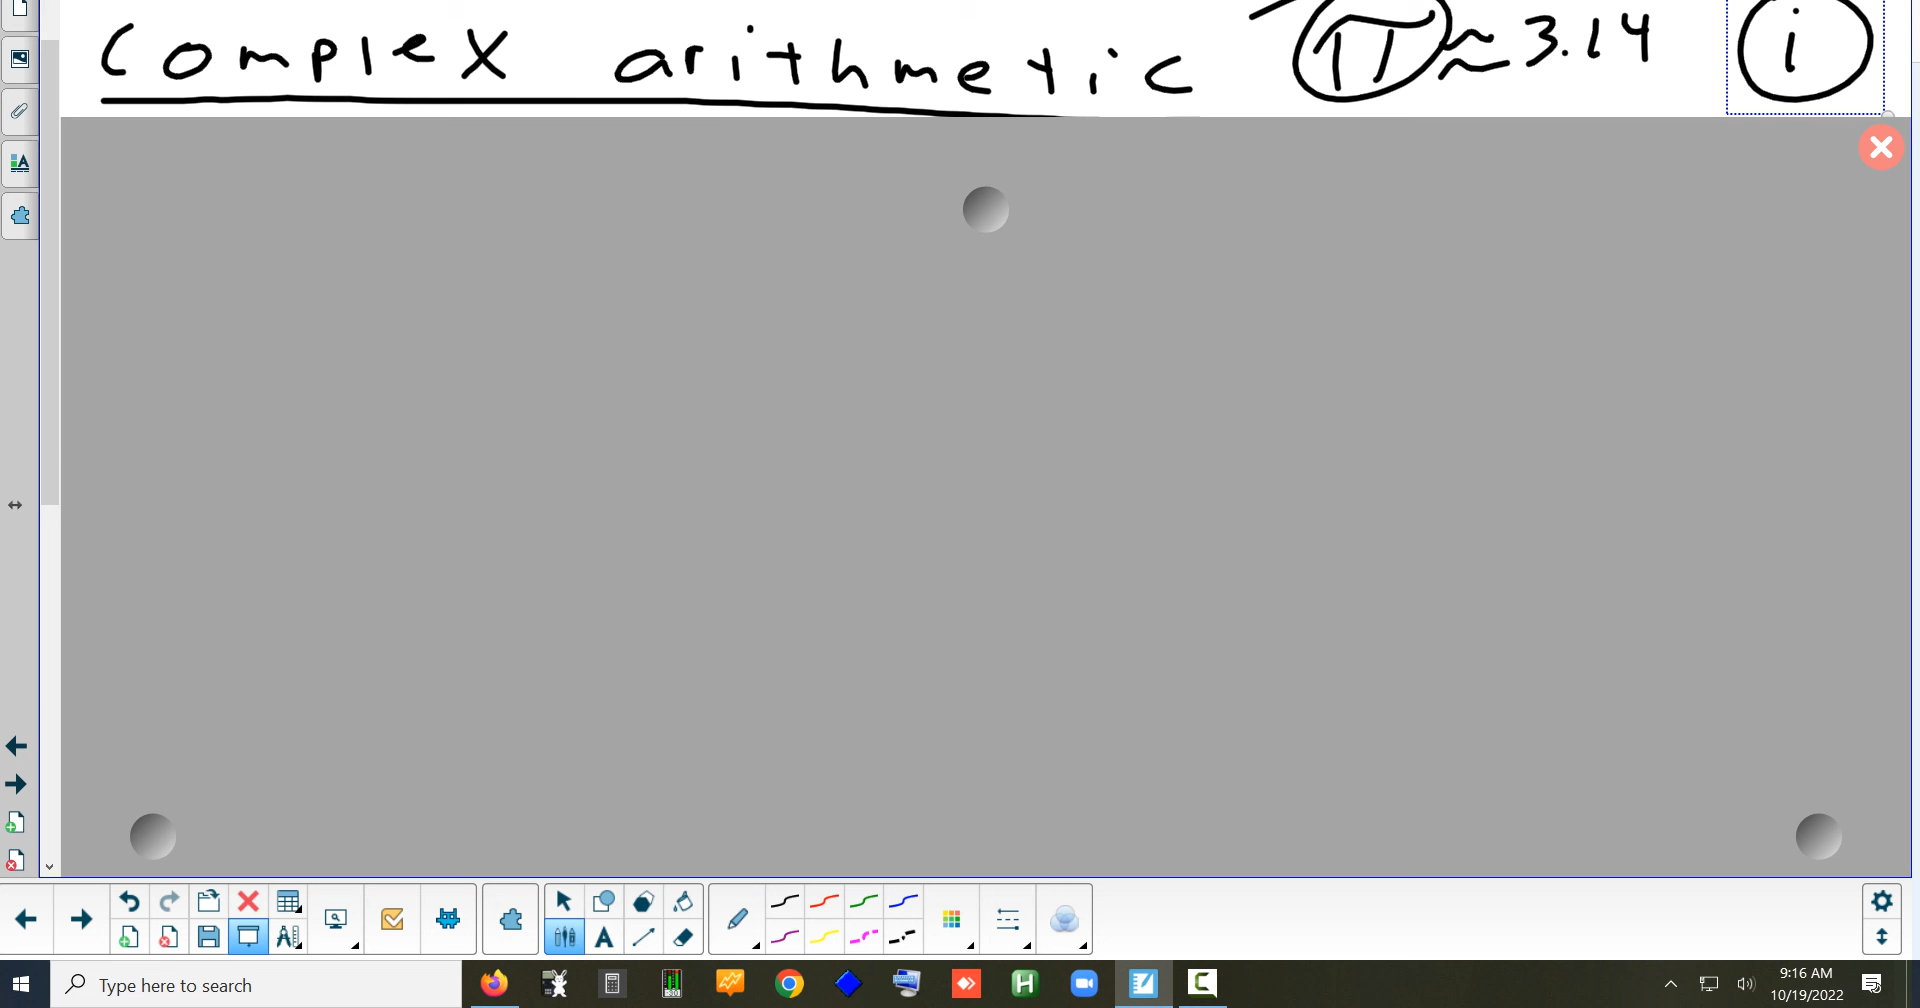 Complex arithmetic π ≈ 3.14 i
Type here to search
9:16 AM
10/19/2022